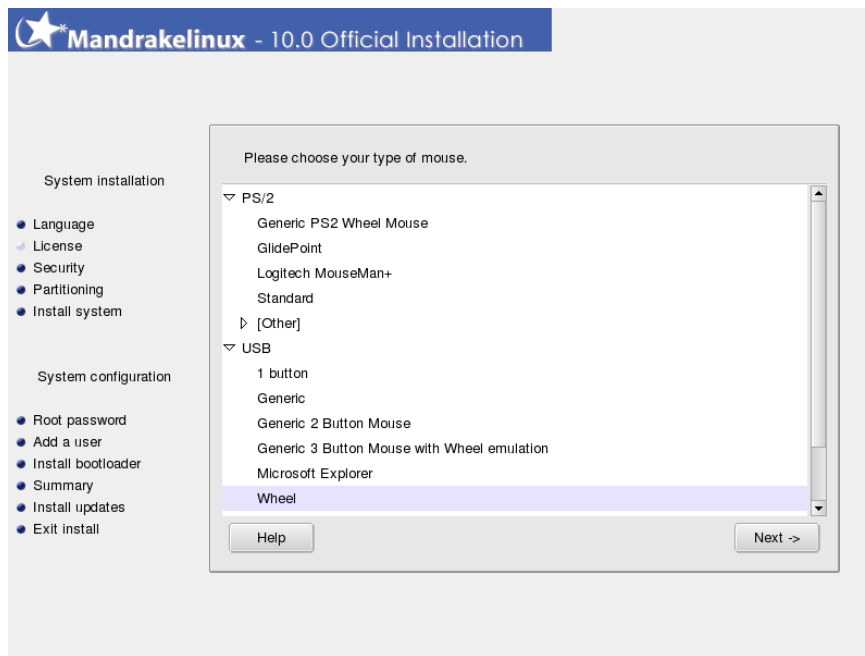 Mandrakelinux - 10.0 Official Installation
System installation
Language
License
Security
Partitioning
Install system
System configuration
Root password
Add a user
Install bootloader
Summary
Install updates
Exit install
Please choose your type of mouse.
PS/2
Generic PS2 Wheel Mouse
GlidePoint
Logitech MouseMan+
Standard
[Other]
USB
1 button
Generic
Generic 2 Button Mouse
Generic 3 Button Mouse with Wheel emulation
Microsoft Explorer
Wheel
Help
Next ->